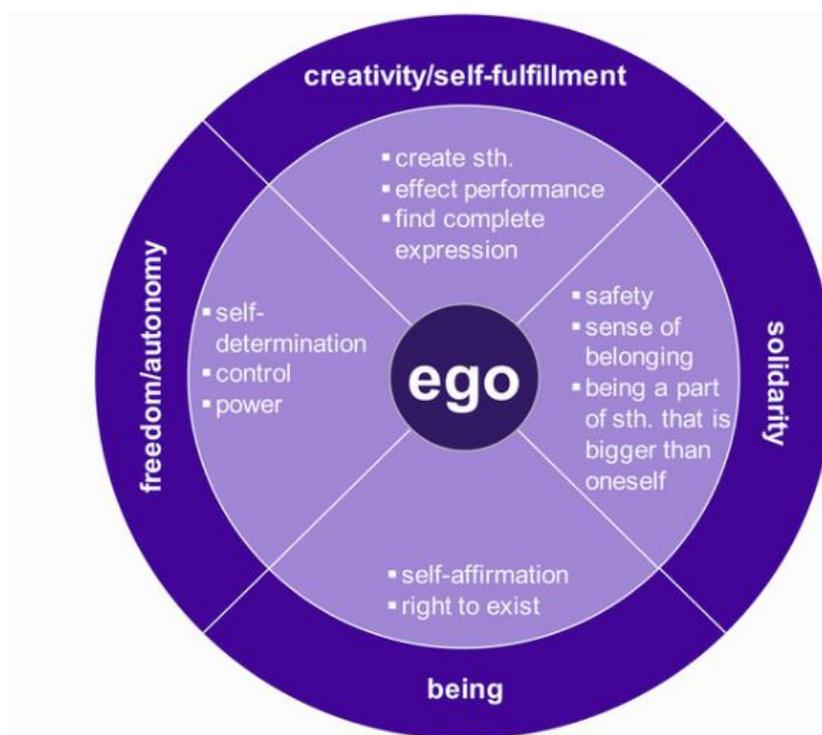 creativity/self-fulfillment
▪ create sth.
▪ effect performance
▪ find complete
expression
freedom/autonomy
▪ self-
determination
▪ control
▪ power
ego
▪ safety
▪ sense of
belonging
▪ being a part
of sth. that is
bigger than
oneself
solidarity
▪ self-affirmation
▪ right to exist
being